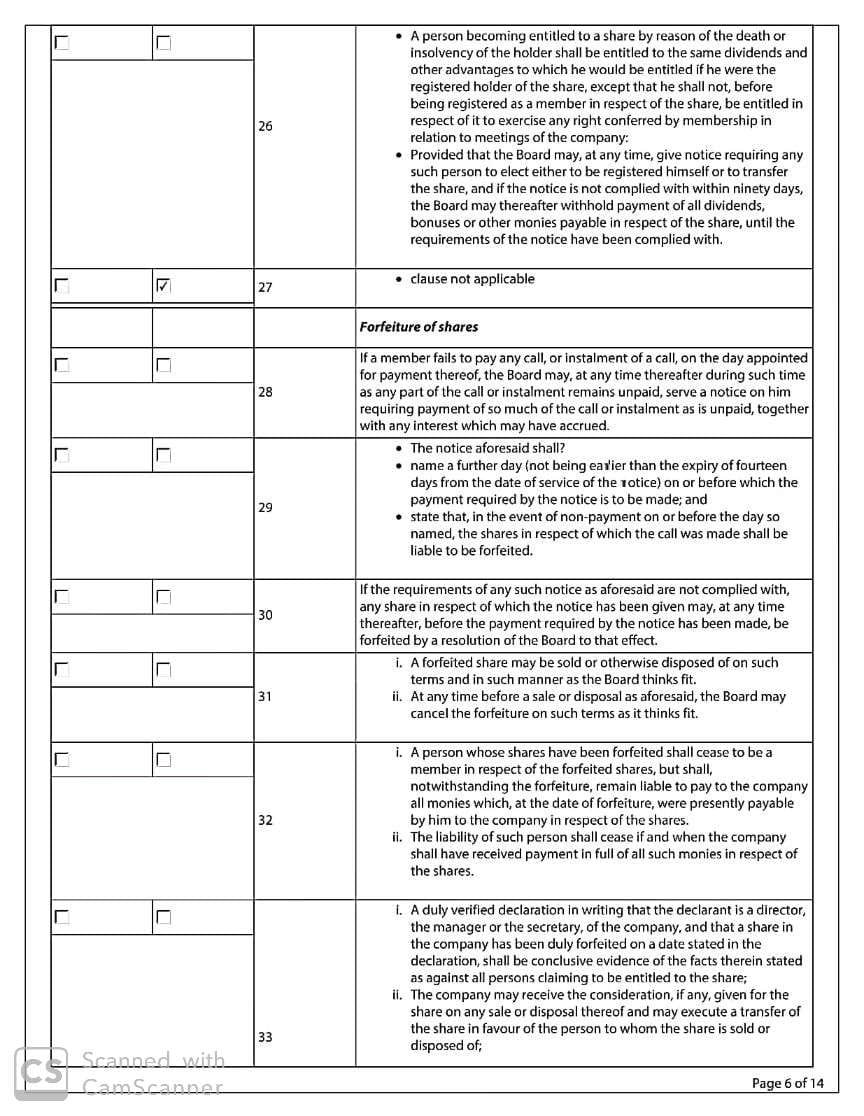 • A person becoming entitled to a share by reason of the death or
insolvency of the holder shall be entitled to the same dividends and
other advantages to which he would be entitled if he were the
registered holder of the share, except that he shall not, before
being registered as a member in respect of the share, be entitled in
respect of it to exercise any right conferred by membership in
relation to meetings of the company:
26
• Provided that the Board may, at any time, give notice requiring any
such person to elect either to be registered himself or to transfer
the share, and if the notice is not complied with within ninety days,
the Board may thereafter withhold payment of all dividends,
bonuses or other monies payable in respect of the share, until the
requirements of the notice have been complied with.
27
• clause not applicable
Forfeiture of shares
If a member fails to pay any call, or instalment of a call, on the day appointed
for payment thereof, the Board may, at any time thereafter during such time
28
as any part of the call or instalment remains unpaid, serve a notice on him
requiring payment of so much of the call or instalment as is unpaid, together
with any interest which may have accrued.
• The notice aforesaid shall?
• name a further day (not being earlier than the expiry of fourteen
days from the date of service of the notice) on or before which the
payment required by the notice is to be made; and
29
• state that, in the event of non-payment on or before the day so
named, the shares in respect of which the call was made shall be
liable to be forfeited.
If the requirements of any such notice as aforesaid are not complied with,
any share in respect of which the notice has been given may, at any time
30
thereafter, before the payment required by the notice has been made, be
forfeited by a resolution of the Board to that effect.
i. A forfeited share may be sold or otherwise disposed of on such
terms and in such manner as the Board thinks fit.
31
ii. At any time before a sale or disposal as aforesaid, the Board may
cancel the forfeiture on such terms as it thinks fit.
i. A person whose shares have been forfeited shall cease to be a
member in respect of the forfeited shares, but shall,
notwithstanding the forfeiture, remain liable to pay to the company
all monies which, at the date of forfeiture, were presently payable
32
by him to the company in respect of the shares.
ii. The liability of such person shall cease if and when the company
shall have received payment in full of all such monies in respect of
the shares.
i. A duly verified declaration in writing that the declarant is a director,
the manager or the secretary, of the company, and that a share in
the company has been duly forfeited on a date stated in the
declaration, shall be conclusive evidence of the facts therein stated
as against all persons claiming to be entitled to the share;
ii. The company may receive the consideration, if any, given for the
share on any sale or disposal thereof and may execute a transfer of
33
the share in favour of the person to whom the share is sold or
disposed of;
CS
Scanned with
CamScanner
Page 6 of 14